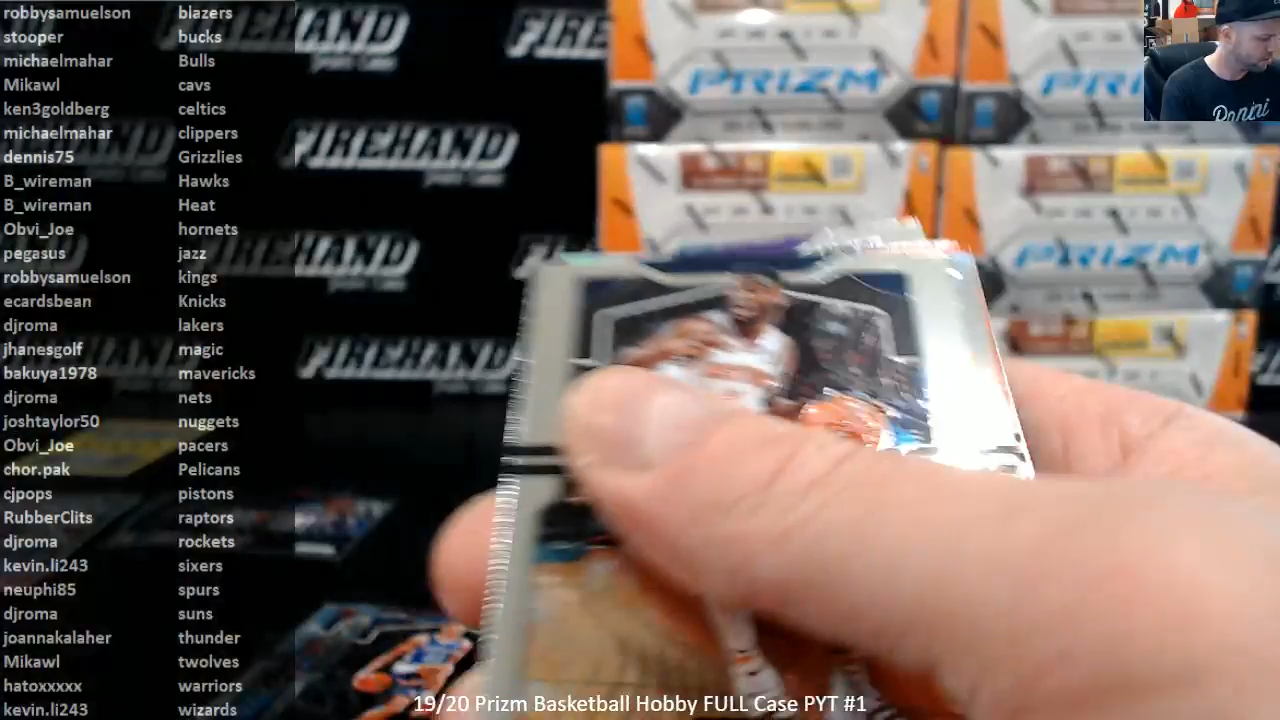 robbysamuelson blazers
stooper bucks
michaelmahar Bulls
Mikawl cavs
ken3goldberg celtics
michaelmahar clippers
dennis75 Grizzlies
B_wireman Hawks
B_wireman Heat
Obvi_Joe hornets
pegasus jazz
robbysamuelson kings
ecardsbean Knicks
djroma lakers
jhanesgolf magic
bakuya1978 mavericks
djroma nets
joshtaylor50 nuggets
Obvi_Joe pacers
chor.pak Pelicans
cjpops pistons
RubberClits raptors
djroma rockets
kevin.li243 sixers
neuphi85 spurs
djroma suns
joannakalaher thunder
Mikawl twolves
hatoxxxxx warriors
kevin.li243 wizards
FIREHAND
FIRE
FIREHAND
FIREHAND
FIREHAND
PRIZM
PRI
PRIZM
Panini
19/20 Prizm Basketball Hobby FULL Case PYT #1